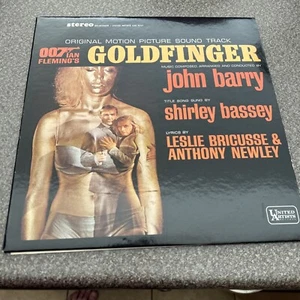 stereo
ORIGINAL MOTION PICTURE SOUND TRACK
007
IAN
FLEMING'S
GOLDFINGER
MUSIC COMPOSED, ARRANGED AND CONDUCTED BY
john barry
TITLE SONG SUNG BY
shirley bassey
LYRICS BY
LESLIE BRICUSSE &
ANTHONY NEWLEY
UNITED
ARTISTS